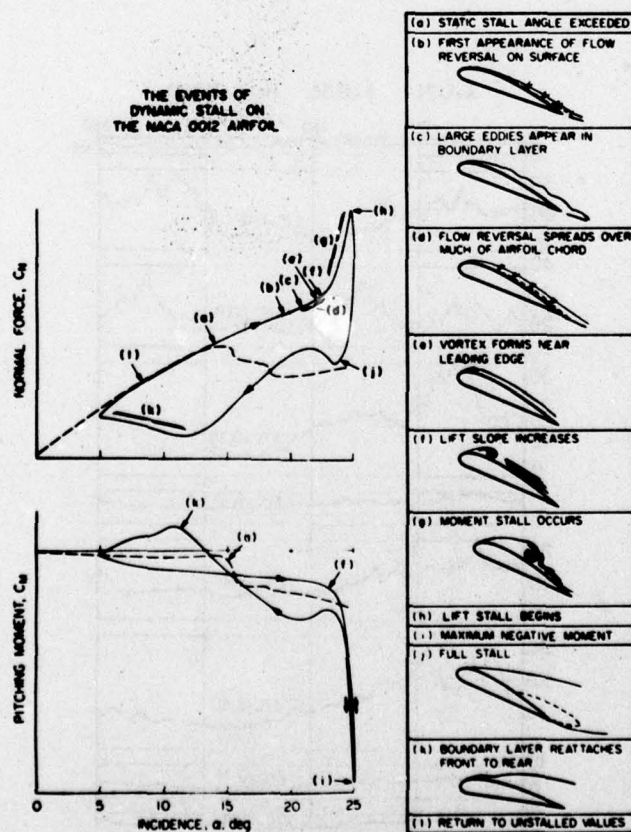 THE EVENTS OF
DYNAMIC STALL ON
THE NACA 0012 AIRFOIL
NORMAL FORCE, C_N
(h)
(g)
(e)
(f)
(c)
(b)
(d)
(a)
(l)
(j)
(k)
PITCHING MOMENT, C_M
(k)
(a)
(f)
(i)
0
5
10
15
20
25
INCIDENCE, α, deg
(a) STATIC STALL ANGLE EXCEEDED
(b) FIRST APPEARANCE OF FLOW
REVERSAL ON SURFACE
(c) LARGE EDDIES APPEAR IN
BOUNDARY LAYER
(d) FLOW REVERSAL SPREADS OVER
MUCH OF AIRFOIL CHORD
(e) VORTEX FORMS NEAR
LEADING EDGE
(f) LIFT SLOPE INCREASES
(g) MOMENT STALL OCCURS
(h) LIFT STALL BEGINS
(i) MAXIMUM NEGATIVE MOMENT
(j) FULL STALL
(k) BOUNDARY LAYER REATTACHES
FRONT TO REAR
(l) RETURN TO UNSTALLED VALUES